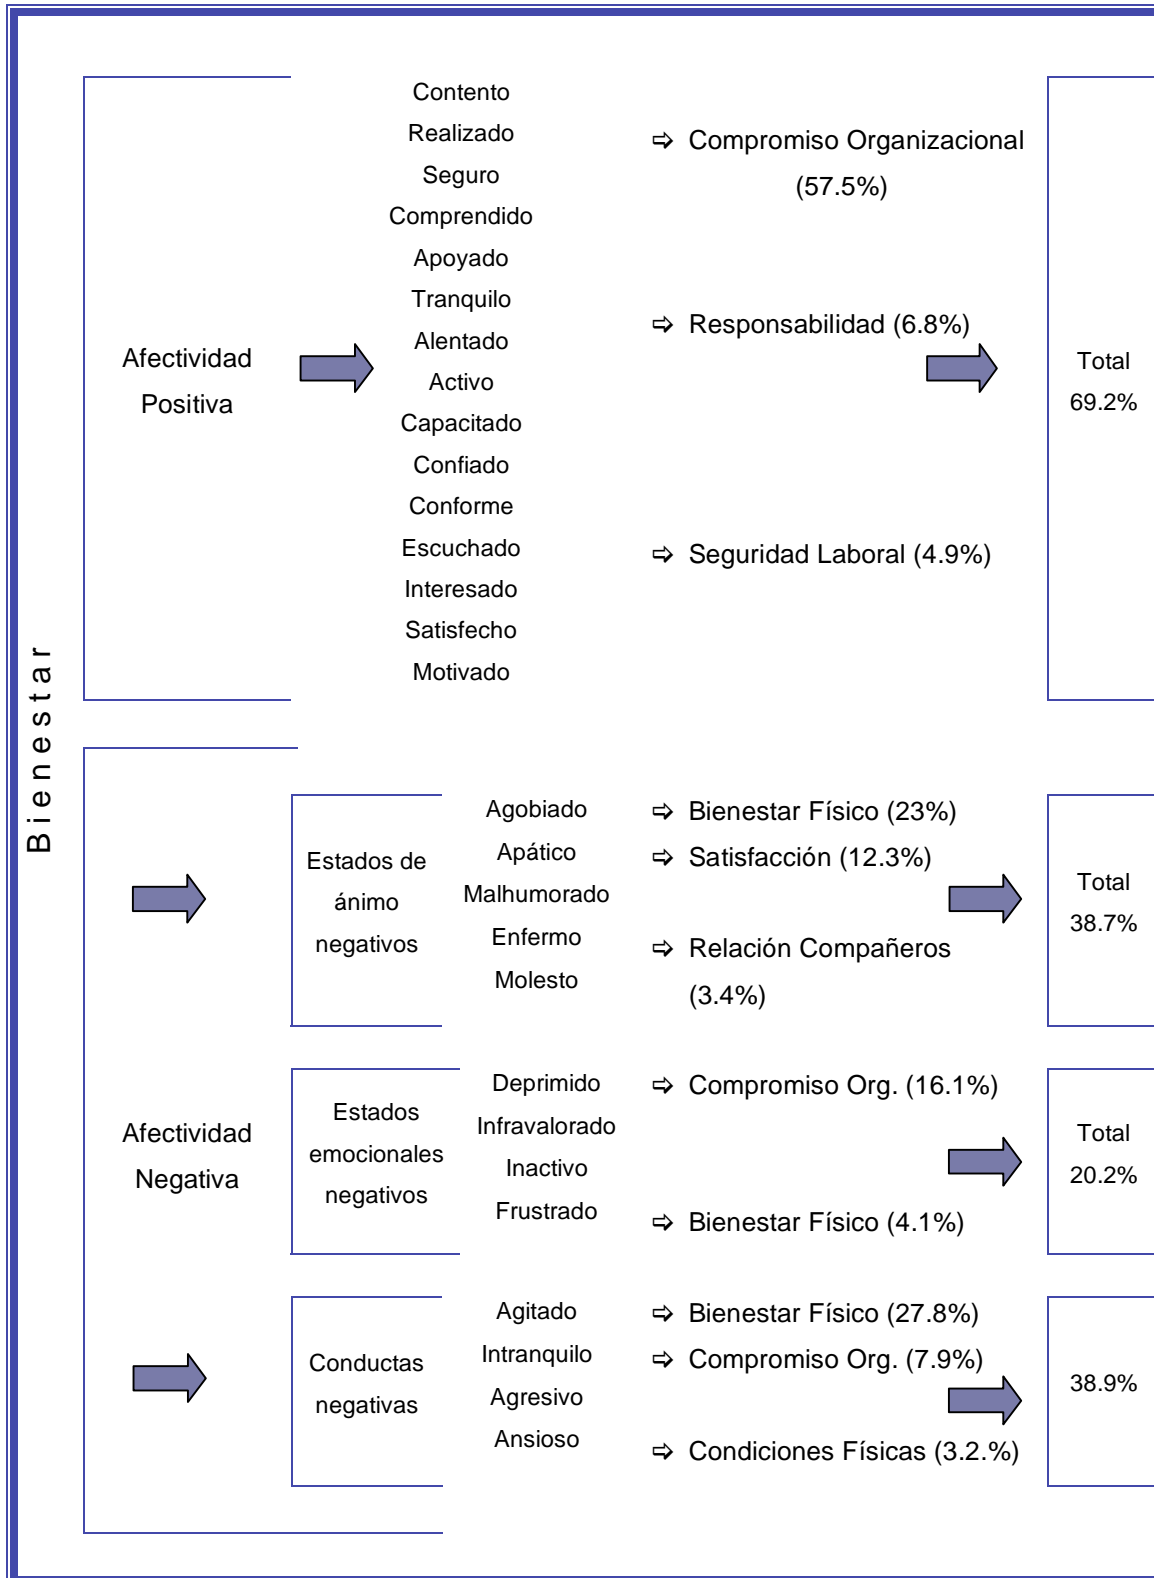 Bienestar
Afectividad
Positiva
Contento
Realizado
Seguro
Comprendido
Apoyado
Tranquilo
Alentado
Activo
Capacitado
Confiado
Conforme
Escuchado
Interesado
Satisfecho
Motivado
⇨ Compromiso Organizacional
(57.5%)
⇨ Responsabilidad (6.8%)
⇨ Seguridad Laboral (4.9%)
Total
69.2%
Afectividad
Negativa
Estados de
ánimo
negativos
Agobiado
Apático
Malhumorado
Enfermo
Molesto
⇨ Bienestar Físico (23%)
⇨ Satisfacción (12.3%)
⇨ Relación Compañeros
(3.4%)
Total
38.7%
Estados
emocionales
negativos
Deprimido
Infravalorado
Inactivo
Frustrado
⇨ Compromiso Org. (16.1%)
⇨ Bienestar Físico (4.1%)
Total
20.2%
Conductas
negativas
Agitado
Intranquilo
Agresivo
Ansioso
⇨ Bienestar Físico (27.8%)
⇨ Compromiso Org. (7.9%)
⇨ Condiciones Físicas (3.2.%)
38.9%